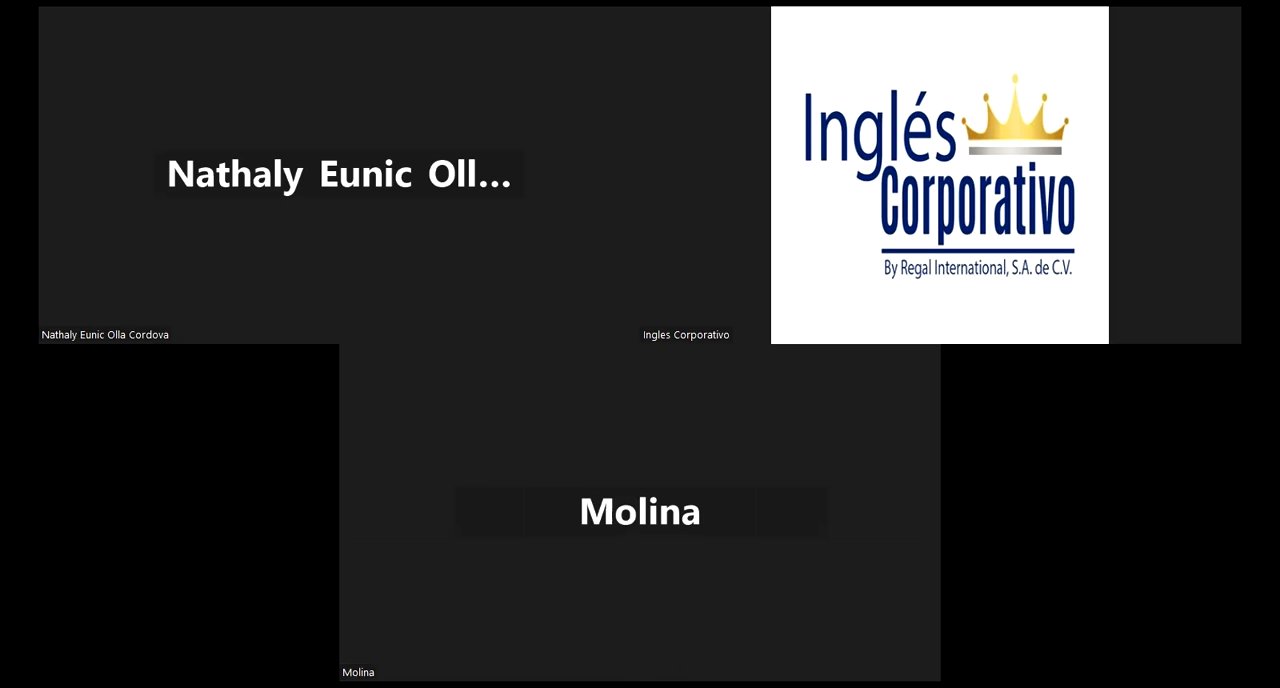 Nathaly Eunic Oll...
Nathaly Eunic Olla Cordova
Inglés
Corporativo
By Regal International, S.A. de C.V.
Ingles Corporativo
Molina
Molina